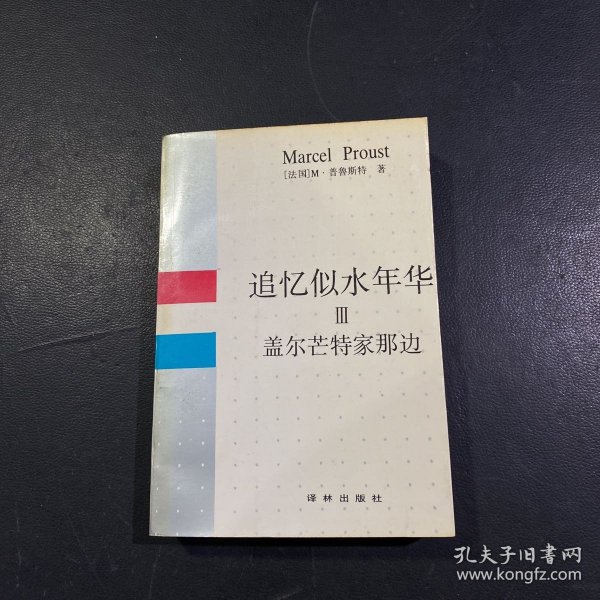 Marcel Proust
[法国]M·普鲁斯特 著
追忆似水年华
Ⅲ
盖尔芒特家那边
译林出版社
孔夫子旧书网
www.kongfz.com